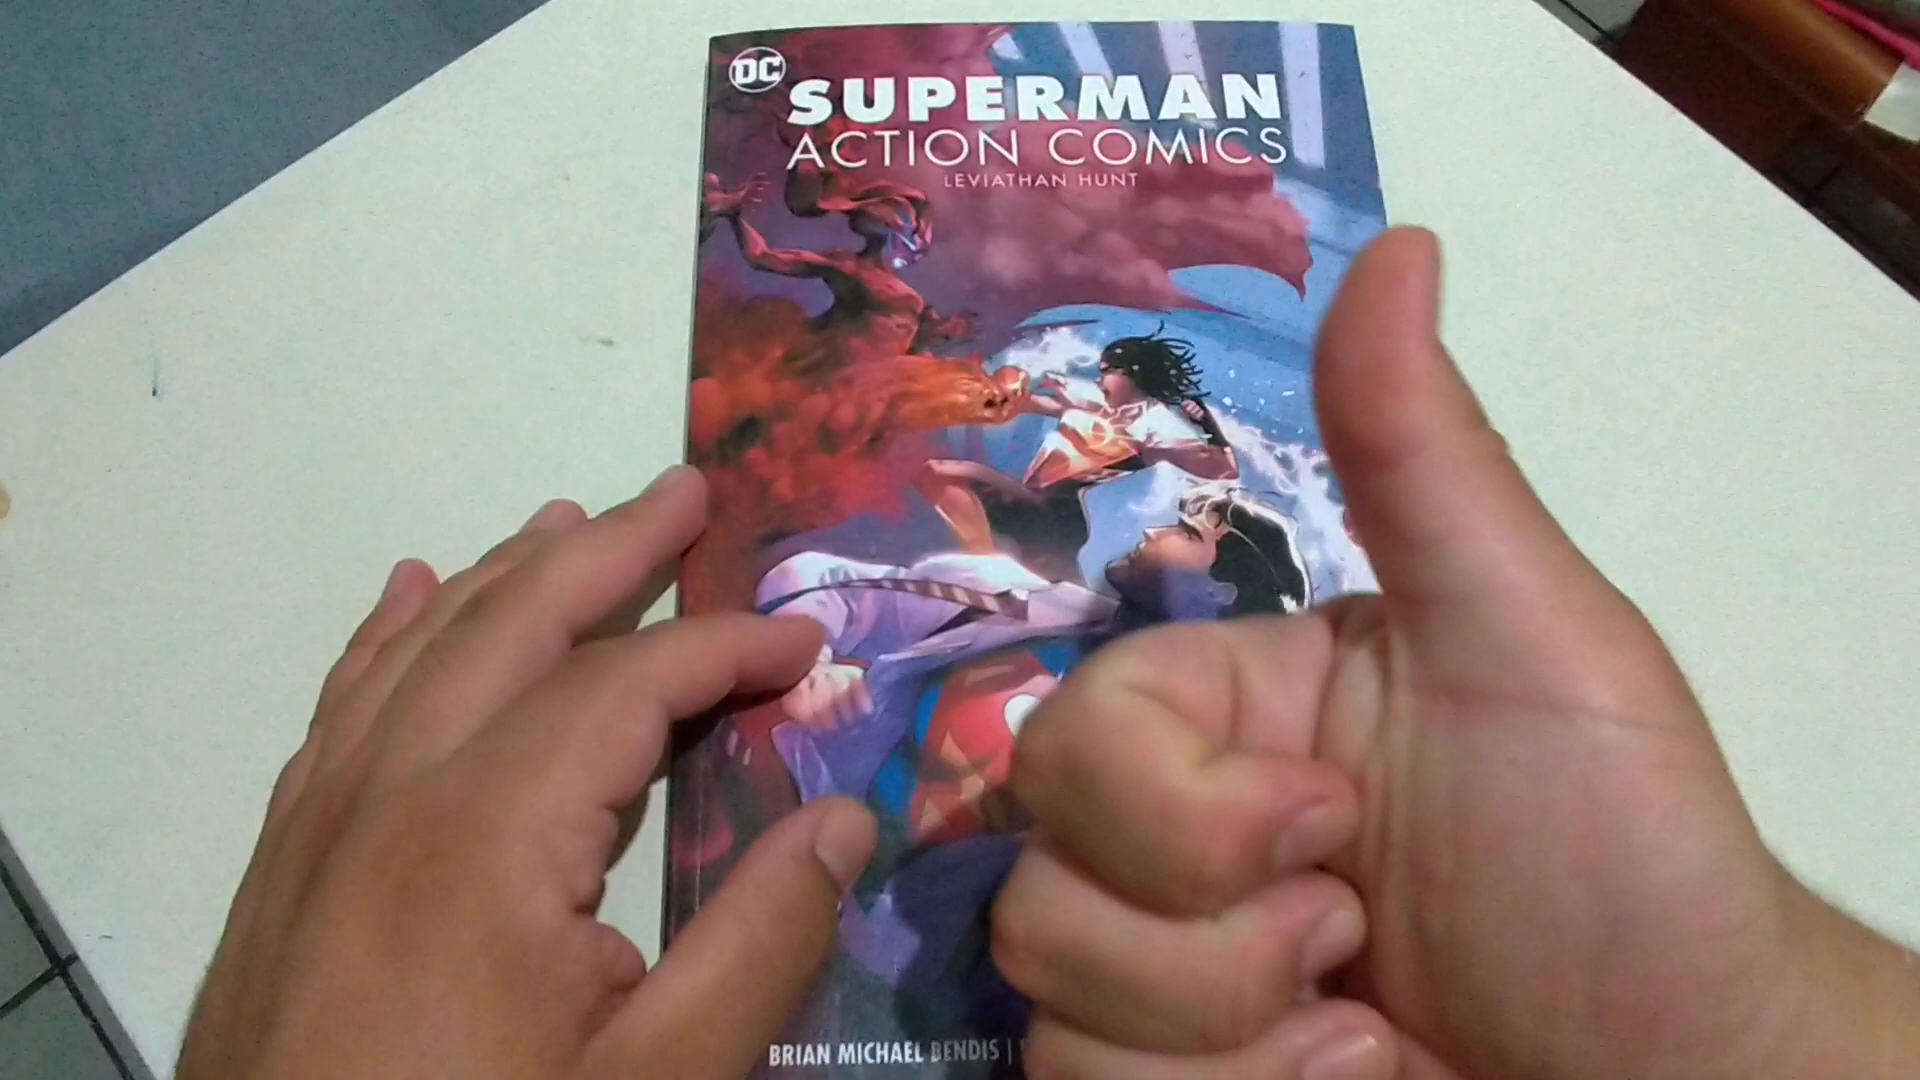 DC
SUPERMAN
ACTION COMICS
LEVIATHAN HUNT
BRIAN MICHAEL BENDIS |